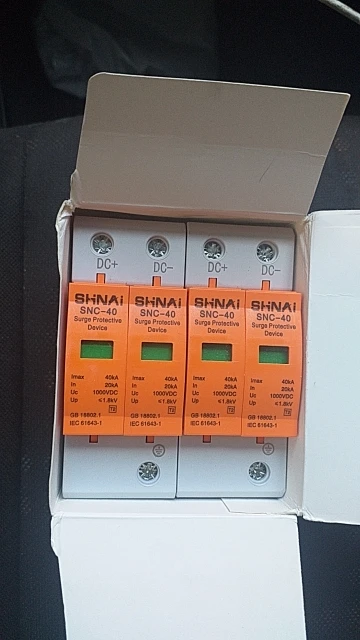 DC+ DC- DC+ DC-
SHNAi
SNC-40
Surge Protective
Device
Imax 40kA
In 20kA
Uc 1000VDC
Up ≤1.8kV
T2
GB 18802.1
IEC 61643-1
SHNAi
SNC-40
Surge Protective
Device
Imax 40kA
In 20kA
Uc 1000VDC
Up ≤1.8kV
T2
GB 18802.1
IEC 61643-1
SHNAi
SNC-40
Surge Protective
Device
Imax 40kA
In 20kA
Uc 1000VDC
Up ≤1.8kV
T2
GB 18802.1
IEC 61643-1
SHNAi
SNC-40
Surge Protective
Device
Imax 40kA
In 20kA
Uc 1000VDC
Up ≤1.8kV
T2
GB 18802.1
IEC 61643-1